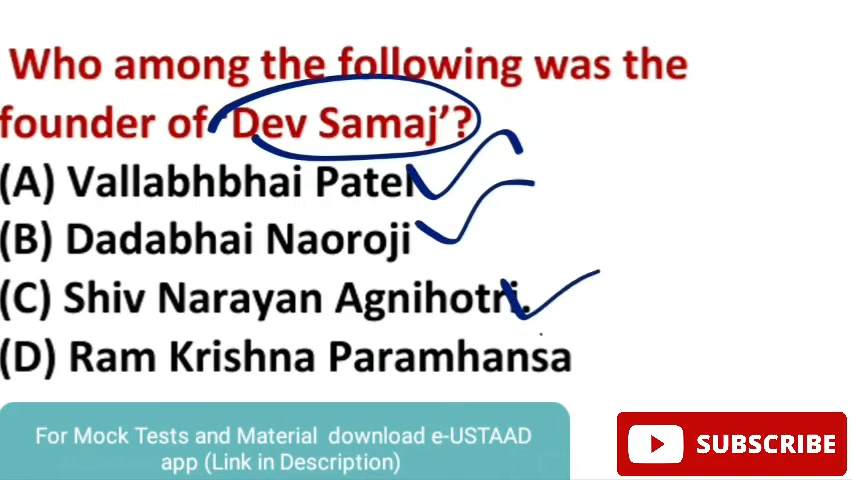 Who among the following was the
founder of 'Dev Samaj'?
(A) Vallabhbhai Patel
(B) Dadabhai Naoroji
(C) Shiv Narayan Agnihotri.
(D) Ram Krishna Paramhansa
For Mock Tests and Material download e-USTAAD
app (Link in Description)
SUBSCRIBE